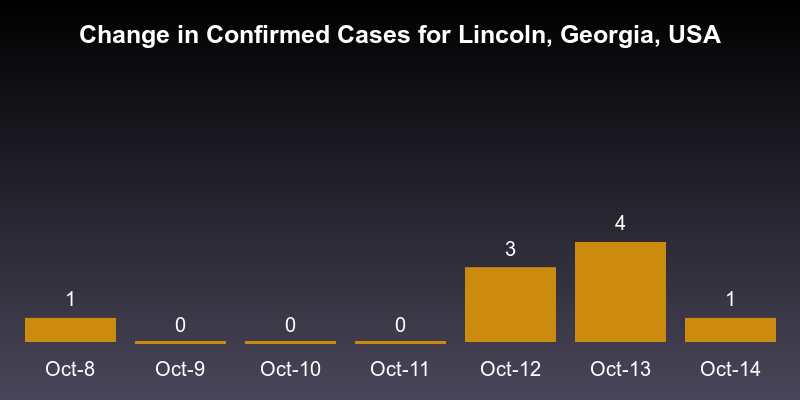 Change in Confirmed Cases for Lincoln, Georgia, USA
1 0 0 0 3 4 1
Oct-8 Oct-9 Oct-10 Oct-11 Oct-12 Oct-13 Oct-14